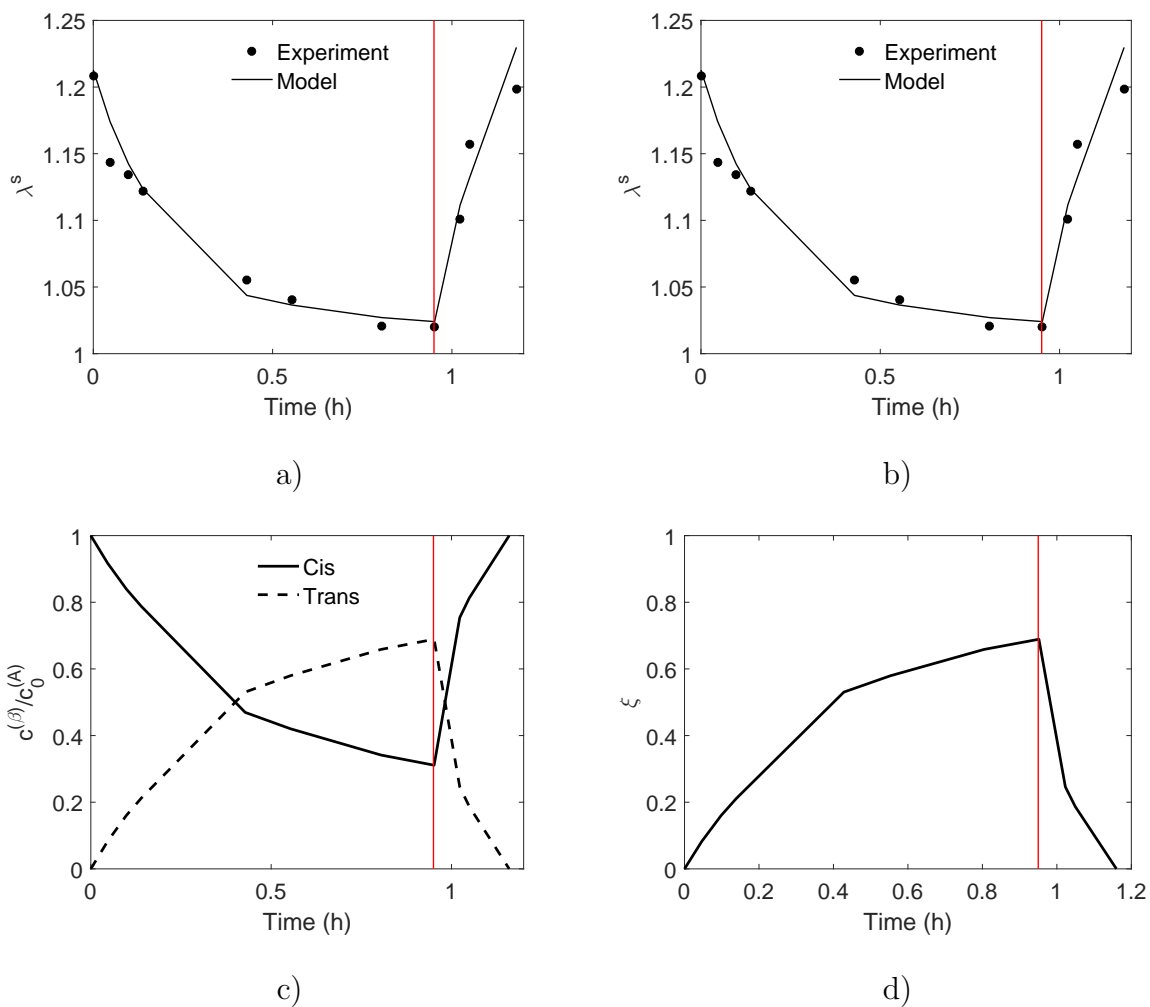 1.25
1.2
1.15
1.1
1.05
1
λˢ
Experiment
Model
0 0.5 1
Time (h)
a)
1.25
1.2
1.15
1.1
1.05
1
λˢ
Experiment
Model
0 0.5 1
Time (h)
b)
1
0.8
0.6
0.4
0.2
0
c^(β)/c_0^(A)
Cis
Trans
0 0.5 1
Time (h)
c)
1
0.8
0.6
0.4
0.2
0
ξ
0 0.2 0.4 0.6 0.8 1 1.2
Time (h)
d)